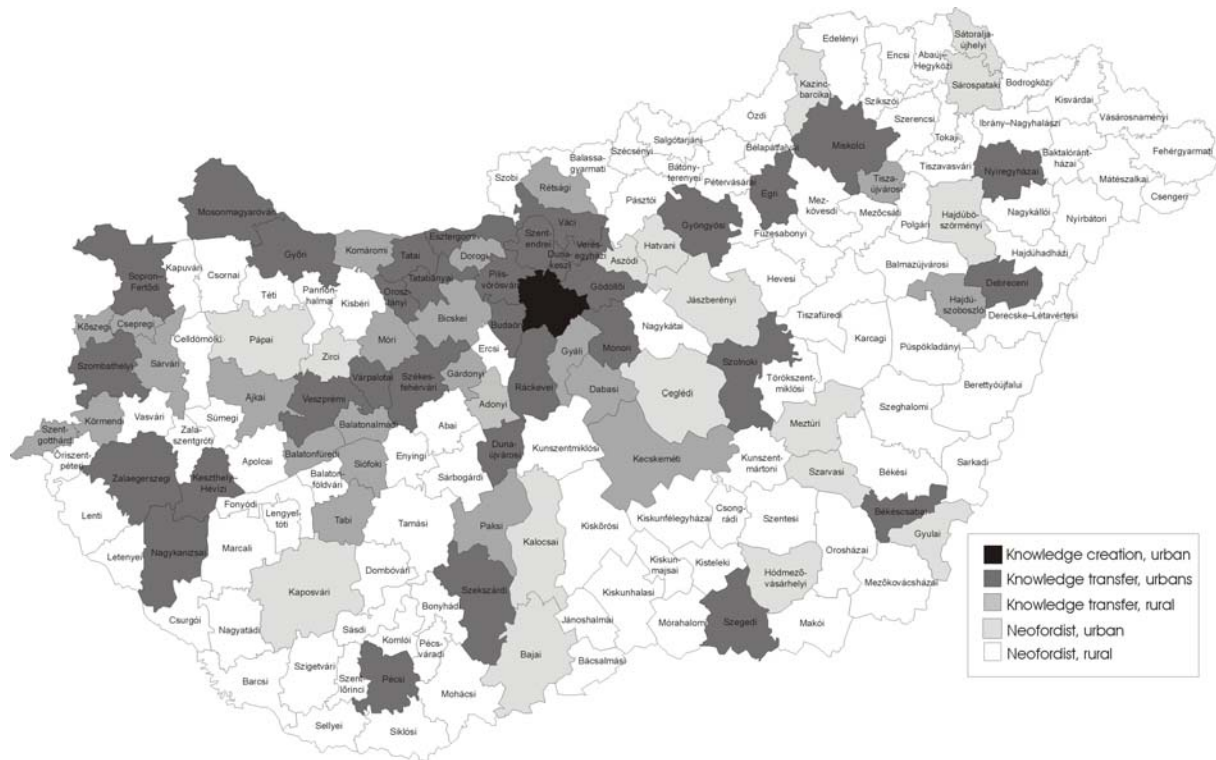 Edelényi
Encsi
Abaúj-
Hegyközi
Sátoralja-
újhelyi
Kazinc-
barcikai
Sárospataki
Bodrogközi
Kisvárdai
Vásárosnaményi
Szikszói
Szerencsi
Ózdi
Tokaji
Ibrány–Nagyhalászi
Fehérgyarmati
Salgótarjáni
Szécsényi
Bélapátfalvai
Miskolci
Baktalóránt-
házai
Balassa-
gyarmati
Bátony-
terenyei
Pétervásárai
Tiszavasvári
Nyíregyházai
Mátészalkai
Szobi
Rétsági
Egri
Tisza-
újvárosi
Csengeri
Pásztói
Mez-
kövesdi
Mezőcsáti
Hajdúbö-
szörményi
Nagykállói
Nyírbátori
Mosonmagyaróvári
Váci
Gyöngyösi
Polgári
Esztergomi
Szent-
endrei
Veres-
egyházi
Hatvani
Füzesabonyi
Hajdúhadházi
Győri
Komáromi
Tatai
Dorogi
Duna-
keszi
Aszódi
Balmazújvárosi
Kapuvári
Csornai
Tatabányai
Pilis-
vörösvári
Gödöllői
Hevesi
Debreceni
Sopron-
Fertődi
Téti
Pannon-
halmai
Kisbéri
Orosz-
lányi
Jászberényi
Hajdú-
szoboszló
Derecske–Létavértesi
Bicskei
Budaörsi
Nagykátai
Tiszafüredi
Kőszegi
Csepregi
Celldömölki
Pápai
Móri
Ercsi
Gyáli
Monori
Karcagi
Püspökladányi
Zirci
Szombathelyi
Sárvári
Várpalotai
Székes-
fehérvári
Gárdonyi
Ráckevei
Dabasi
Szolnoki
Törökszent-
miklósi
Berettyóújfalui
Ajkai
Veszprémi
Adonyi
Ceglédi
Szeghalomi
Körmendi
Vasvári
Sümegi
Balatonalmádi
Abai
Mezőtúri
Szent-
gotthárdi
Zala-
szentgróti
Duna-
újvárosi
Kunszentmiklósi
Kecskeméti
Őriszent-
péteri
Apolcai
Balatonfüredi
Siófoki
Enyingi
Kunszent-
mártoni
Szarvasi
Békési
Sarkadi
Zalaegerszegi
Keszthely-
Hévízi
Balaton-
földvári
Sárbogárdi
Lenti
Fonyódi
Lengyel-
tóti
Tabi
Tamási
Paksi
Kalocsai
Kiskőrösi
Kiskunfélegyházai
Csong-
rádi
Szentesi
Békéscsabai
Gyulai
Letenyei
Nagykanizsai
Marcali
Orosházai
Kaposvári
Dombóvári
Szekszárdi
Kiskun-
majsai
Kisteleki
Hódmező-
vásárhelyi
Mezőkovácsházai
Csurgói
Nagyatádi
Bonyhádi
Kiskunhalasi
Sásdi
Komlói
Pécs-
váradi
Jánoshalmai
Mórahalom
Szegedi
Makói
Szigetvári
Bajai
Barcsi
Szent-
lőrinci
Pécsi
Bácsalmási
Mohácsi
Sellyei
Siklósi
Knowledge creation, urban
Knowledge transfer, urbans
Knowledge transfer, rural
Neofordist, urban
Neofordist, rural